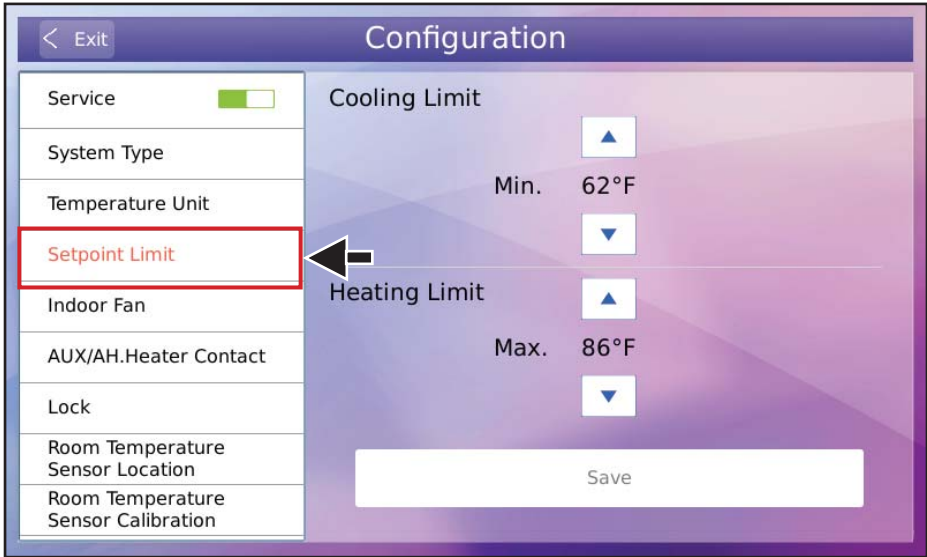 Exit
Configuration
Service
System Type
Temperature Unit
Setpoint Limit
Indoor Fan
AUX/AH.Heater Contact
Lock
Room Temperature
Sensor Location
Room Temperature
Sensor Calibration
Cooling Limit
Min. 62°F
Heating Limit
Max. 86°F
Save